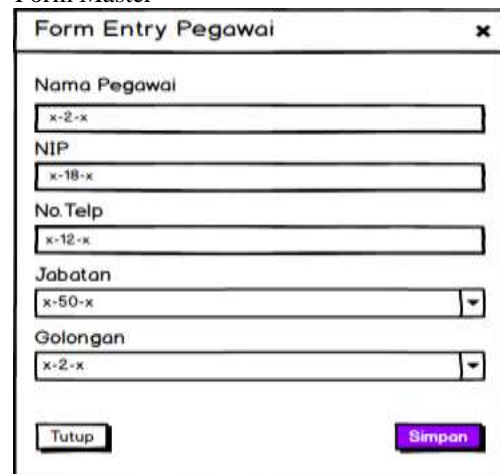 Form Master
Form Entry Pegawai ×
Nama Pegawai
x-2-x
NIP
x-18-x
No.Telp
x-12-x
Jabatan
x-50-x
Golongan
x-2-x
Tutup Simpan